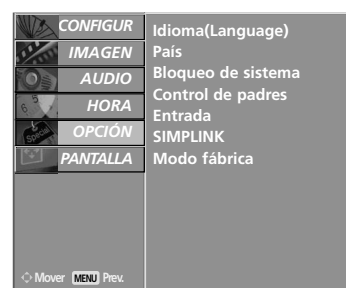 CONFIGUR
IMAGEN
AUDIO
HORA
OPCIÓN
PANTALLA
Idioma(Language)
País
Bloqueo de sistema
Control de padres
Entrada
SIMPLINK
Modo fábrica
Special
Mover MENU Prev.